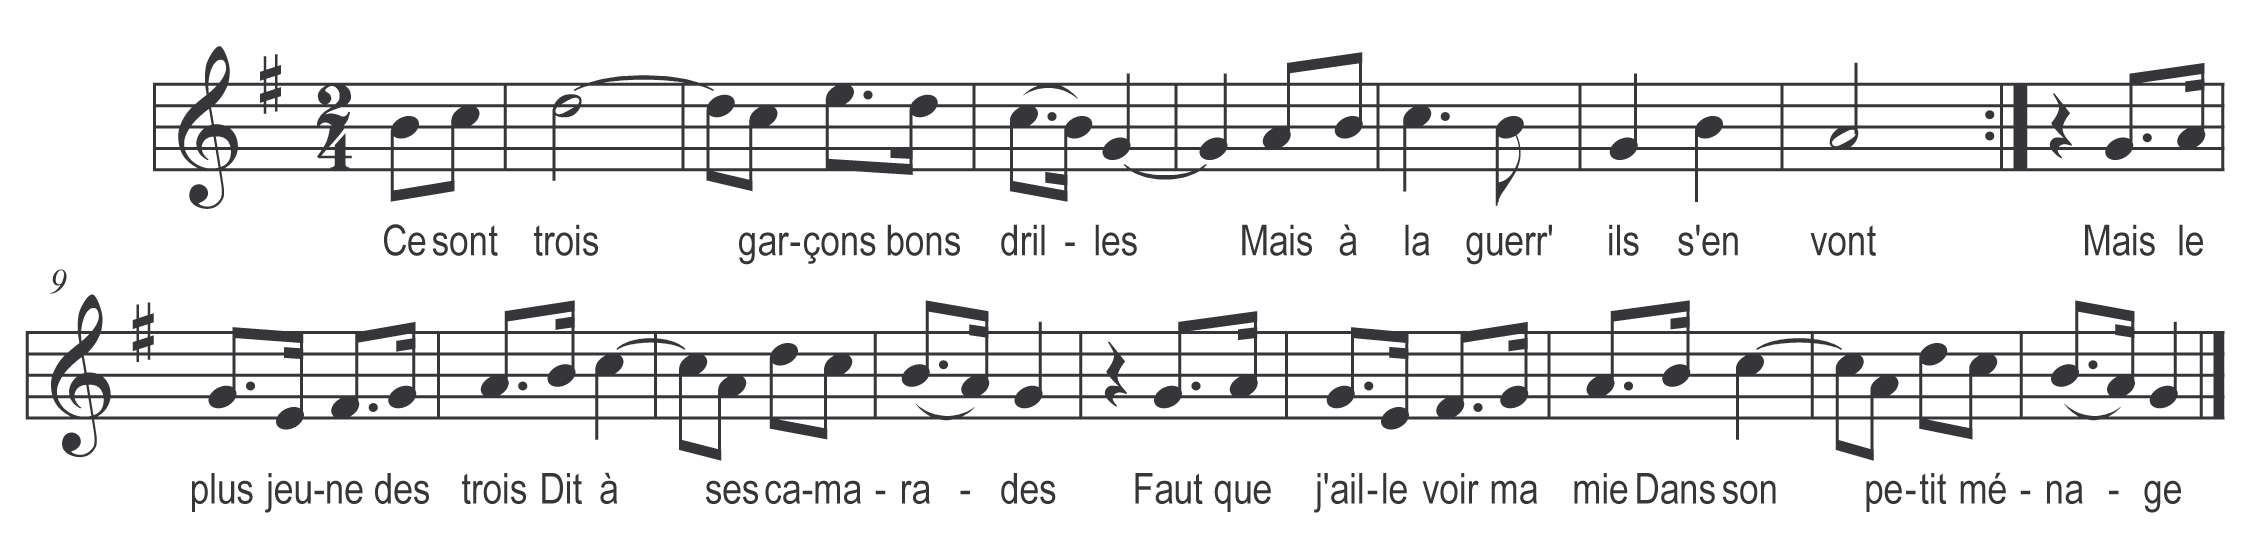 2
4
Ce sont trois gar-çons bons dril - les Mais à la guerr' ils s'en vont Mais le
9
plus jeu-ne des trois Dit à ses ca-ma - ra - des Faut que j'ail-le voir ma mie Dans son pe-tit mé - na - ge